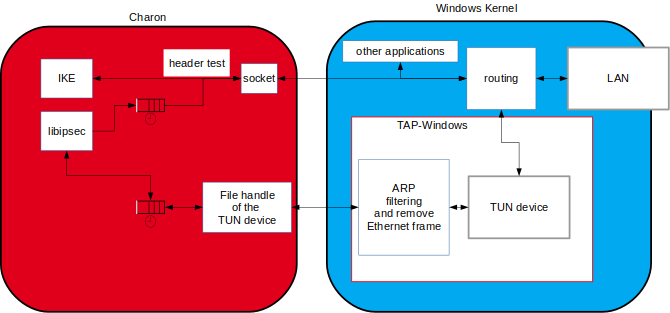 Charon
Windows Kernel
header test
other applications
IKE
socket
routing
LAN
libipsec
TAP-Windows
File handle
of the
TUN device
ARP
filtering
and remove
Ethernet frame
TUN device